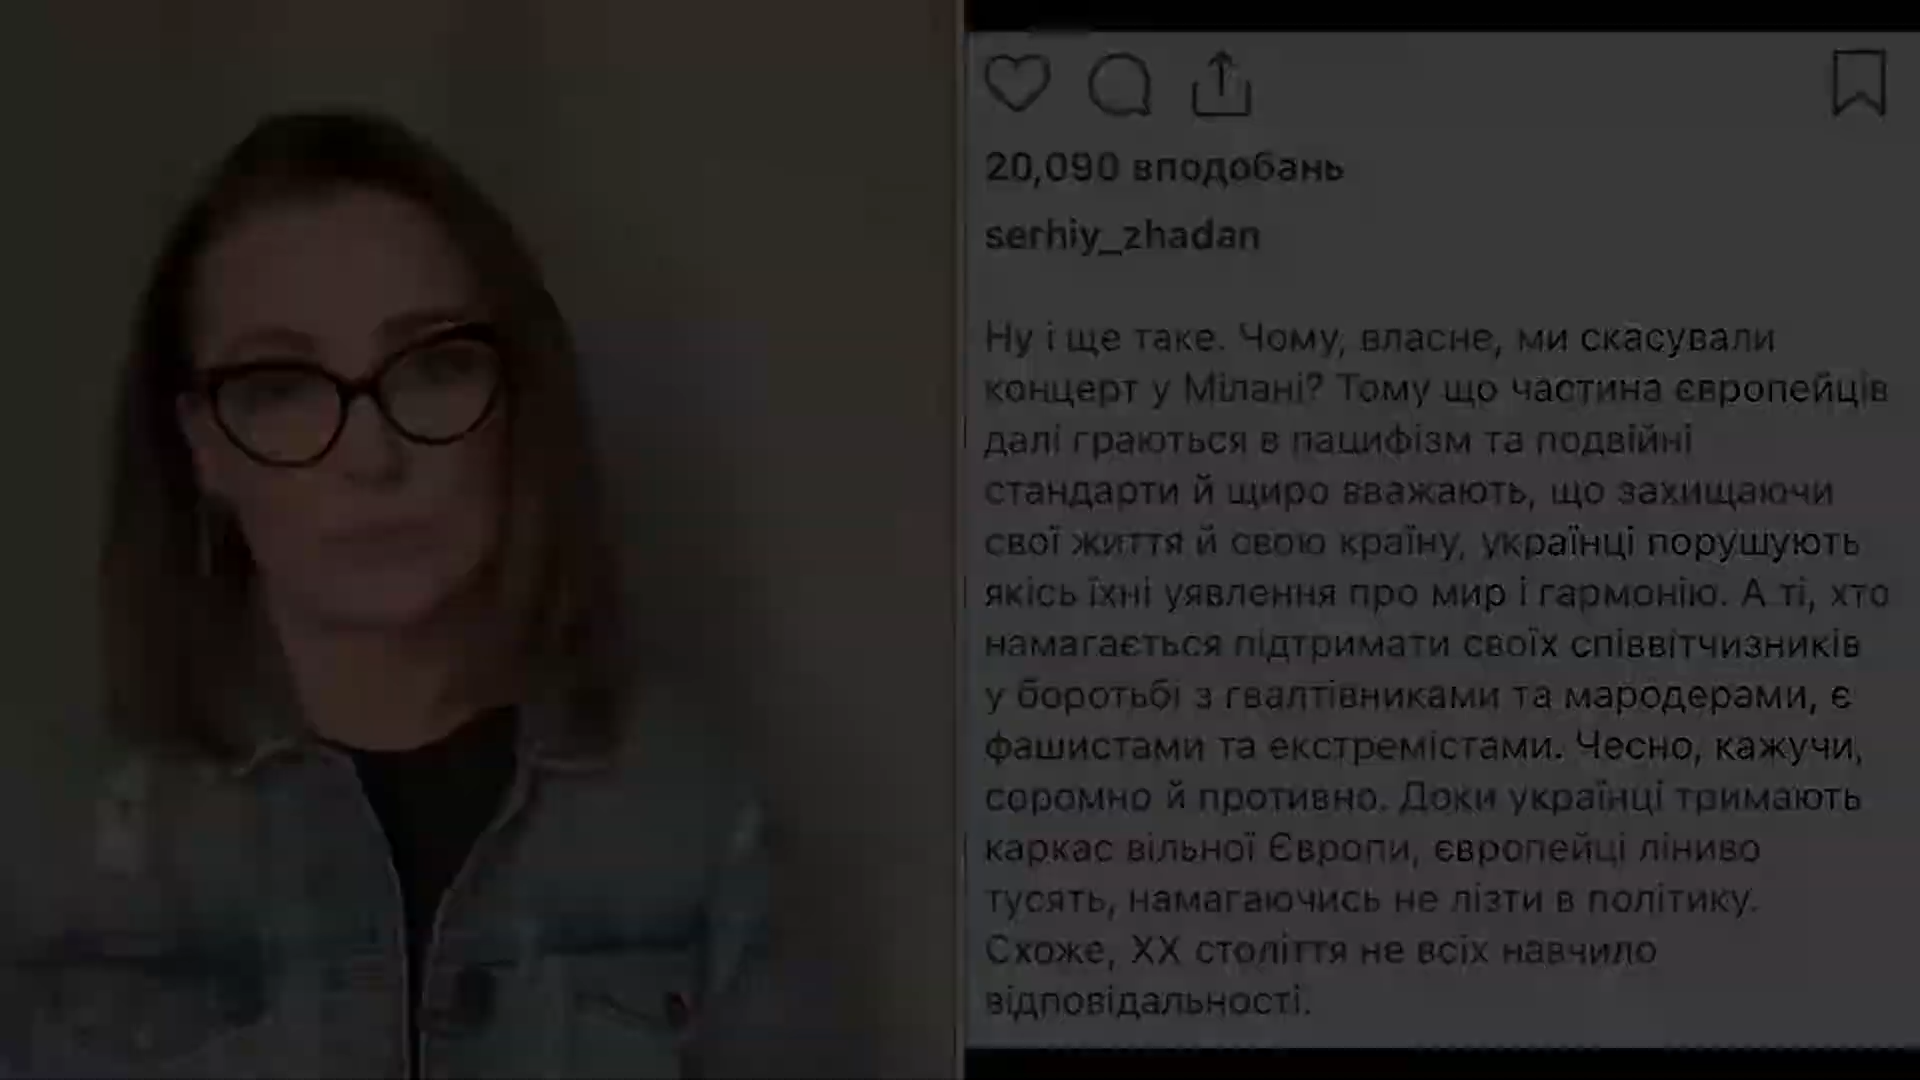 20,090 вподобань
serhiy_zhadan
Ну і ще таке. Чому, власне, ми скасували
концерт у Мілані? Тому що частина європейців
далі граються в пацифізм та подвійні
стандарти й щиро вважають, що захищаючи
свої життя й свою країну, українці порушують
якісь їхні уявлення про мир і гармонію. А ті, хто
намагається підтримати своїх співвітчизників
у боротьбі з гвалтівниками та мародерами, є
фашистами та екстремістами. Чесно, кажучи,
соромно й противно. Доки українці тримають
каркас вільної Європи, європейці ліниво
тусять, намагаючись не лізти в політику.
Схоже, ХХ століття не всіх навчило
відповідальності.